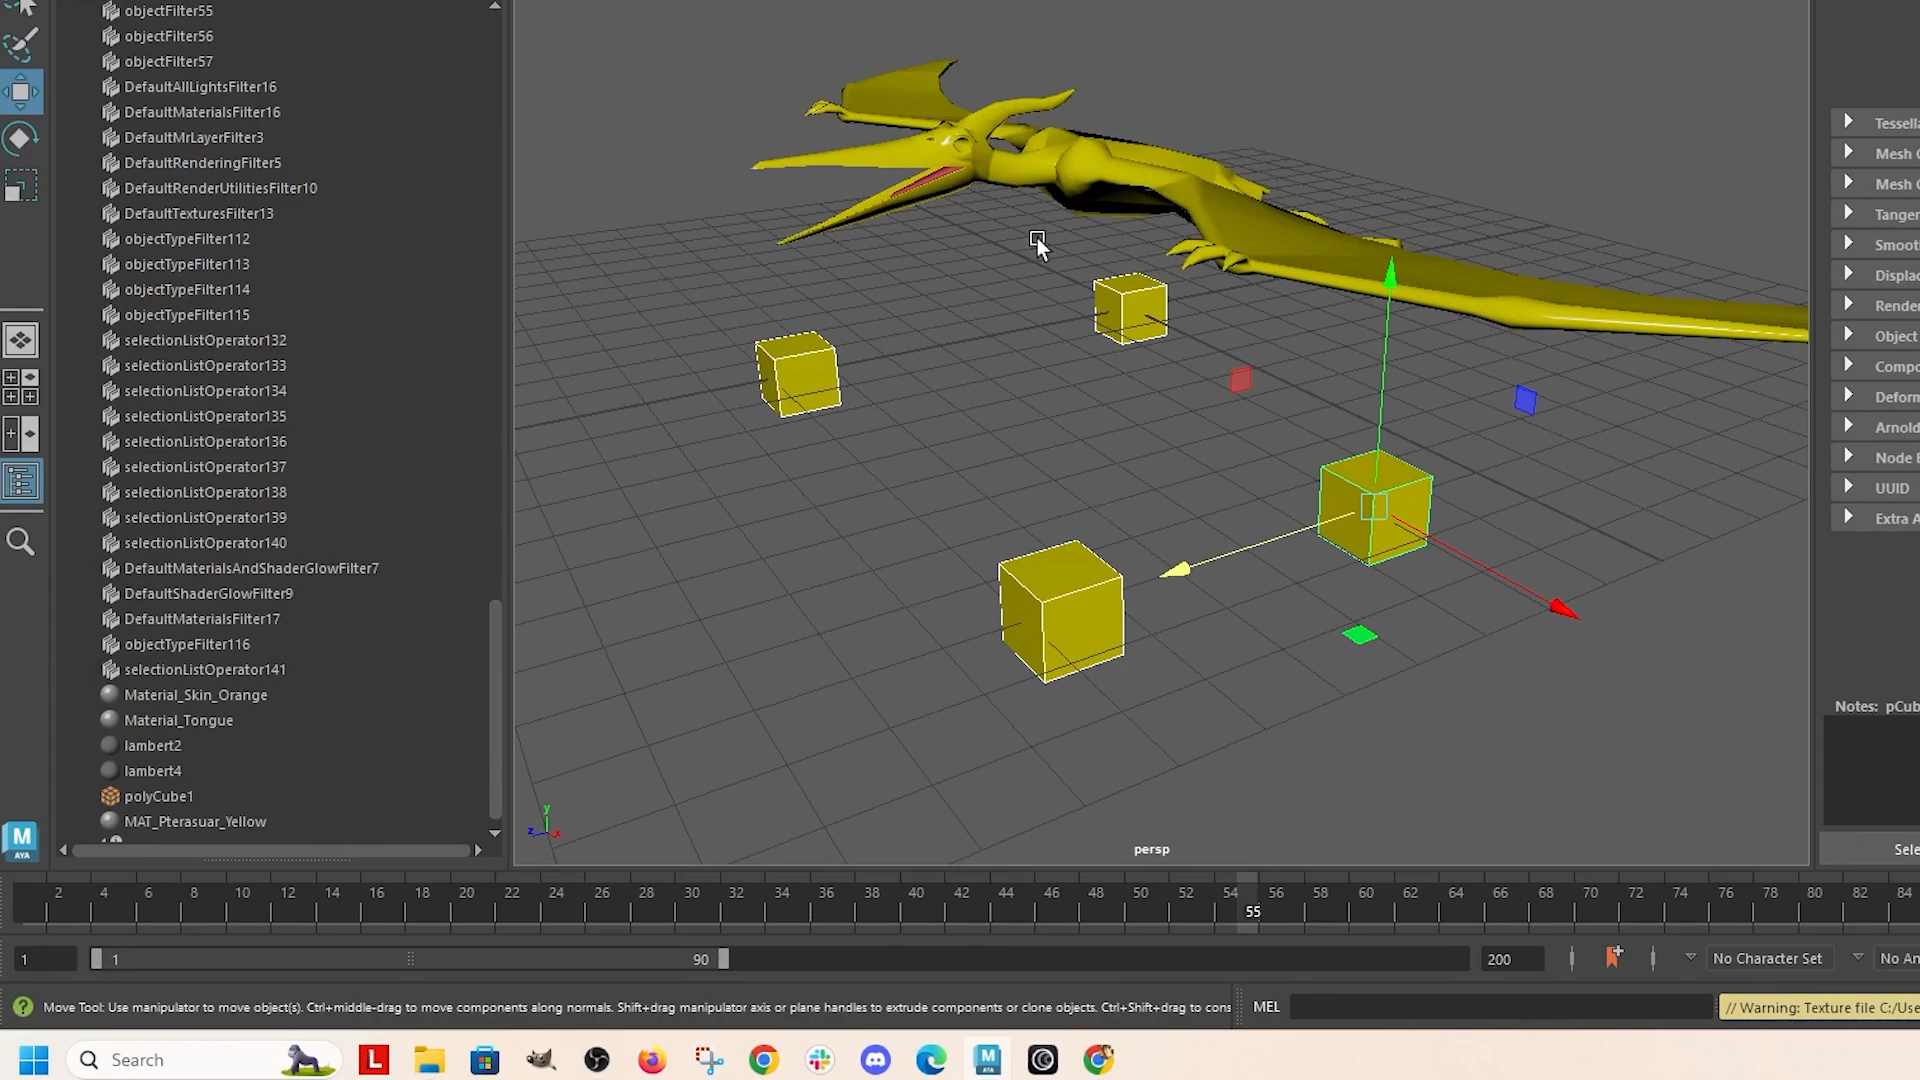 objectFilter55
objectFilter56
objectFilter57
DefaultAllLightsFilter16
DefaultMaterialsFilter16
DefaultMrLayerFilter3
DefaultRenderingFilter5
DefaultRenderUtilitiesFilter10
DefaultTexturesFilter13
objectTypeFilter112
objectTypeFilter113
objectTypeFilter114
objectTypeFilter115
selectionListOperator132
selectionListOperator133
selectionListOperator134
selectionListOperator135
selectionListOperator136
selectionListOperator137
selectionListOperator138
selectionListOperator139
selectionListOperator140
DefaultMaterialsAndShaderGlowFilter7
DefaultShaderGlowFilter9
DefaultMaterialsFilter17
objectTypeFilter116
selectionListOperator141
Material_Skin_Orange
Material_Tongue
lambert2
lambert4
polyCube1
MAT_Pterasuar_Yellow
M
AYA
y
z x
persp
Tessella
Mesh C
Mesh C
Tanger
Smoot
Displac
Render
Object
Compo
Deform
Arnold
Node B
UUID
Extra A
Notes: pCub
Sele
2 4 6 8 10 12 14 16 18 20 22 24 26 28 30 32 34 36 38 40 42 44 46 48 50 52 54 56 58 60 62 64 66 68 70 72 74 76 78 80 82 84
55
1 1 90 200 No Character Set No An
Move Tool: Use manipulator to move object(s). Ctrl+middle-drag to move components along normals. Shift+drag manipulator axis or plane handles to extrude components or clone objects. Ctrl+Shift+drag to cons MEL // Warning: Texture file C:/Use
Search L M AYA